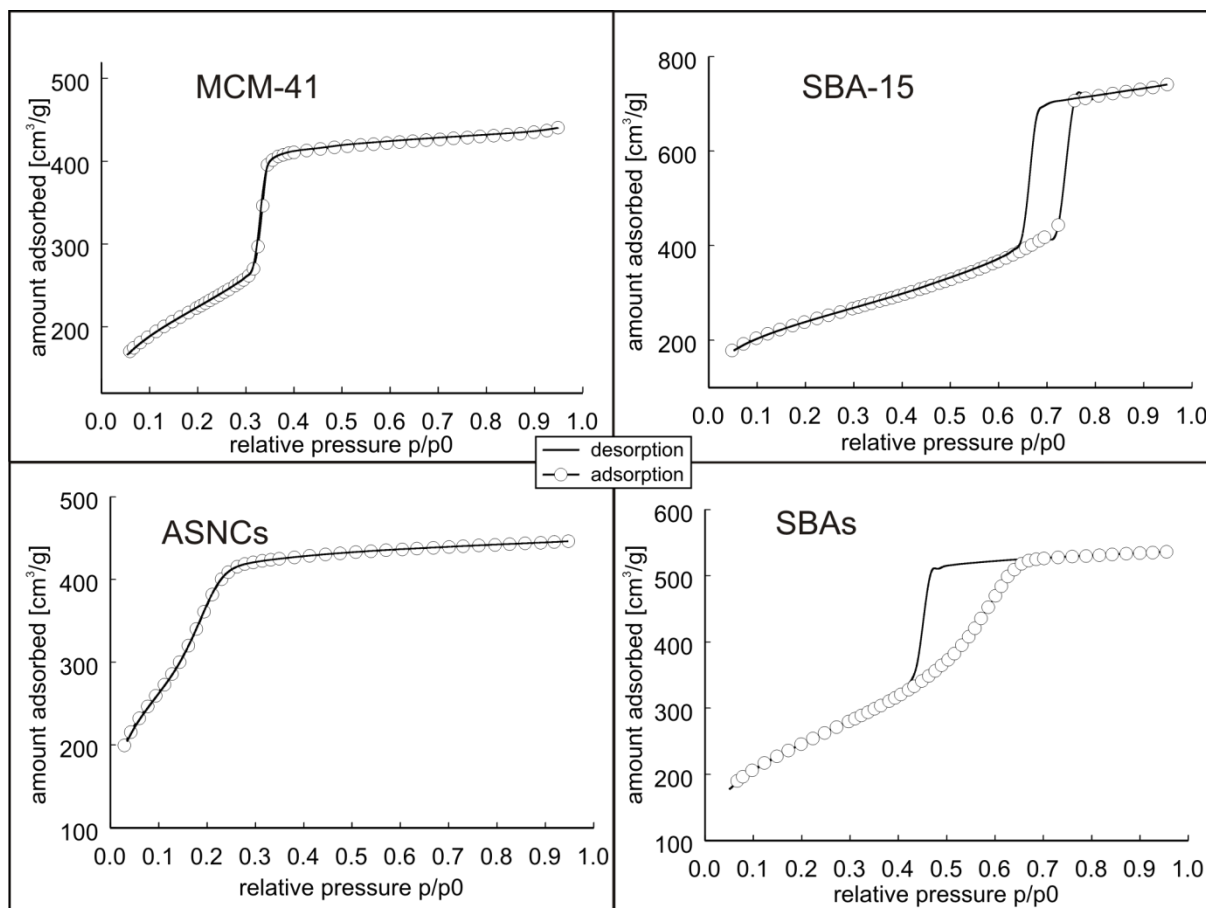 MCM-41
amount adsorbed [cm³/g]
500
400
300
200
0.0 0.1 0.2 0.3 0.4 0.5 0.6 0.7 0.8 0.9 1.0
relative pressure p/p0
SBA-15
amount adsorbed [cm³/g]
800
600
400
200
0.0 0.1 0.2 0.3 0.4 0.5 0.6 0.7 0.8 0.9 1.0
relative pressure p/p0
desorption
adsorption
ASNCs
amount adsorbed [cm³/g]
500
400
300
200
100
0.0 0.1 0.2 0.3 0.4 0.5 0.6 0.7 0.8 0.9 1.0
relative pressure p/p0
SBAs
amount adsorbed [cm³/g]
600
500
400
300
200
100
0.0 0.1 0.2 0.3 0.4 0.5 0.6 0.7 0.8 0.9 1.0
relative pressure p/p0